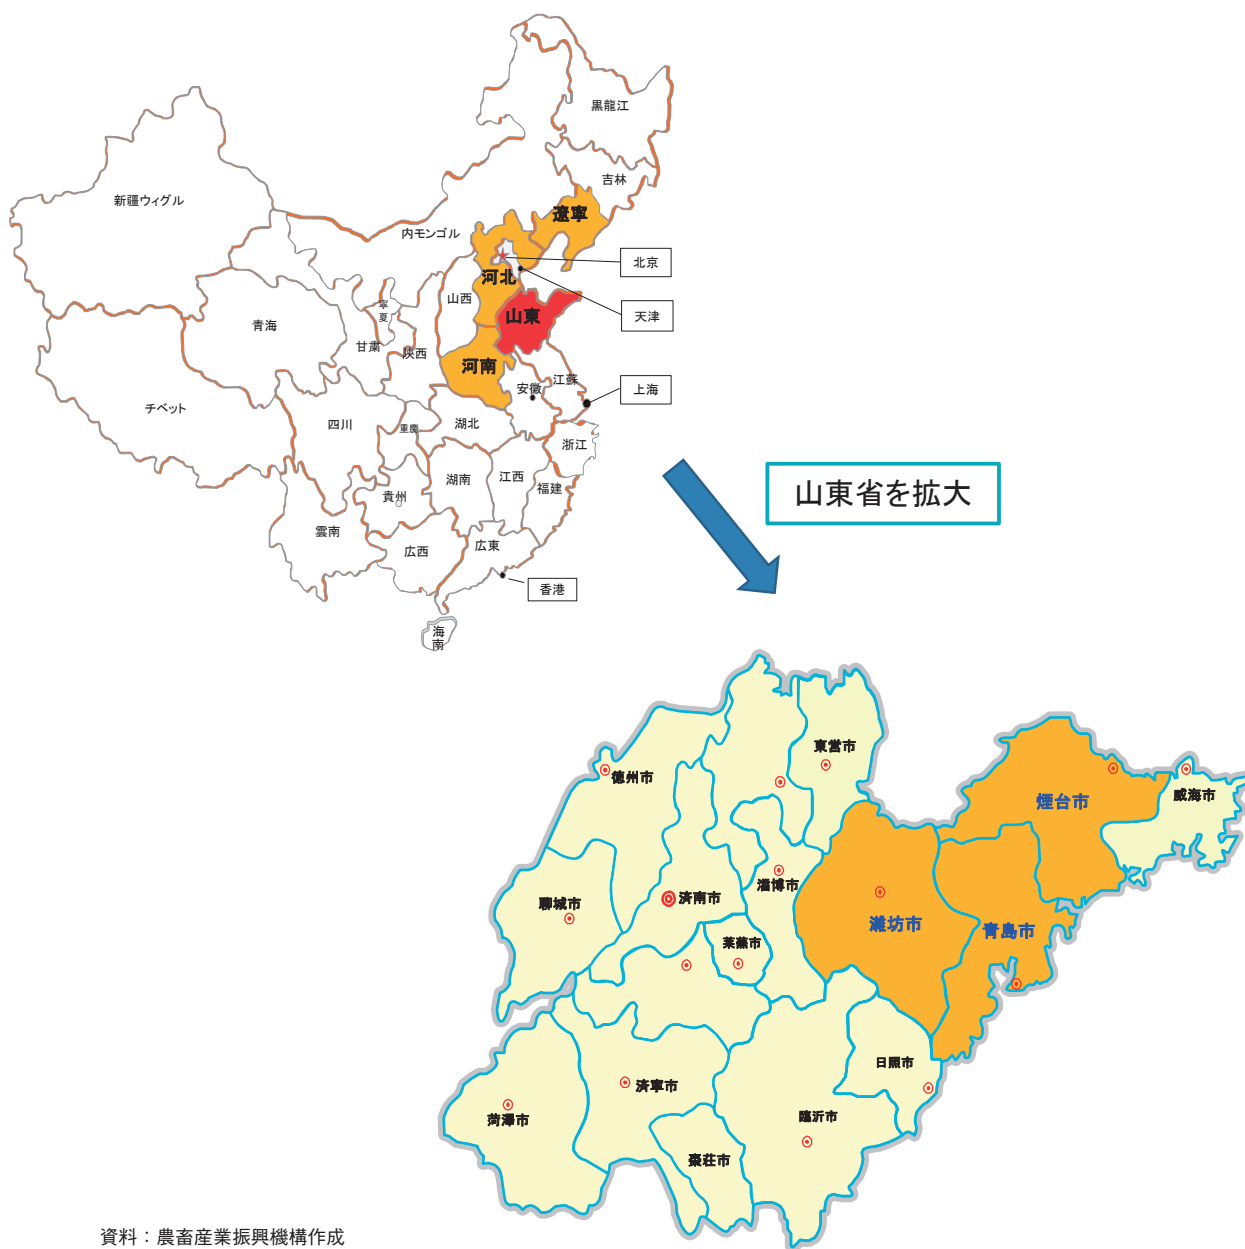 黒龍江
吉林
新疆ウィグル
遼寧
内モンゴル
北京
河北
山西
寧
夏
天津
山東
青海
甘粛
陜西
河南
江蘇
安徽
上海
チベット
四川
重慶
湖北
浙江
湖南
江西
福建
貴州
雲南
広西
広東
香港
海
南
山東省を拡大
東営市
徳州市
煙台市
威海市
淄博市
済南市
聊城市
濰坊市
青島市
莱蕪市
日照市
済寧市
菏澤市
臨沂市
棗荘市
資料：農畜産業振興機構作成